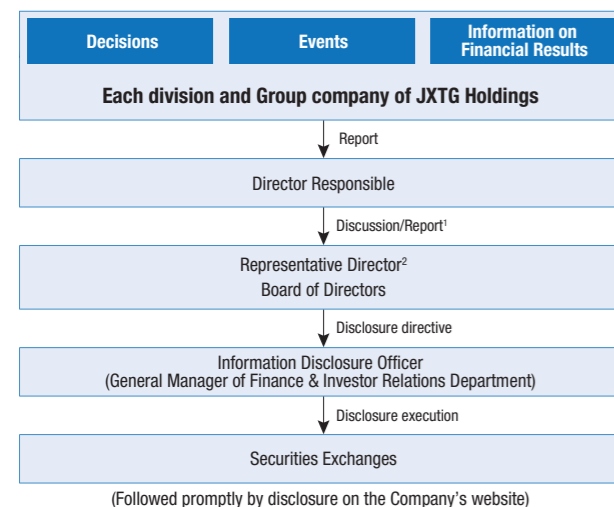 Decisions
Events
Information on
Financial Results
Each division and Group company of JXTG Holdings
Report
Director Responsible
Discussion/Report¹
Representative Director²
Board of Directors
Disclosure directive
Information Disclosure Officer
(General Manager of Finance & Investor Relations Department)
Disclosure execution
Securities Exchanges
(Followed promptly by disclosure on the Company's website)